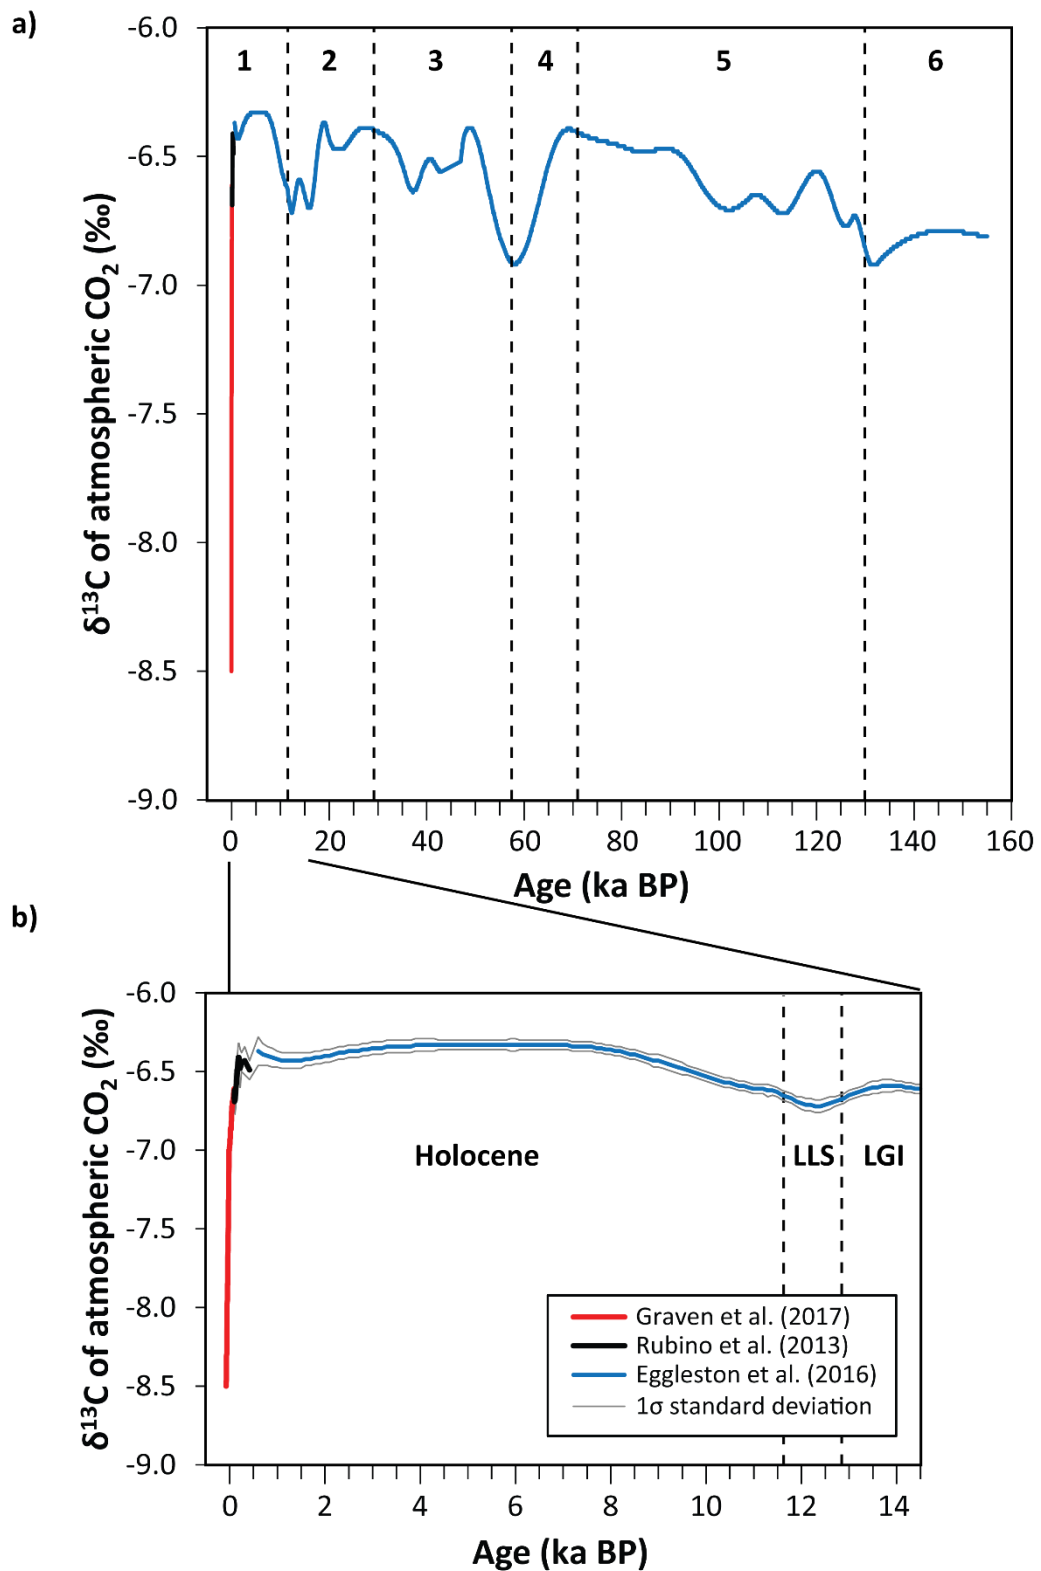 a)
δ¹³C of atmospheric CO₂ (‰)
-6.0
-6.5
-7.0
-7.5
-8.0
-8.5
-9.0
1 2 3 4 5 6
0 20 40 60 80 100 120 140 160
Age (ka BP)
b)
δ¹³C of atmospheric CO₂ (‰)
-6.0
-6.5
-7.0
-7.5
-8.0
-8.5
-9.0
Holocene LLS LGI
Graven et al. (2017)
Rubino et al. (2013)
Eggleston et al. (2016)
1σ standard deviation
0 2 4 6 8 10 12 14
Age (ka BP)